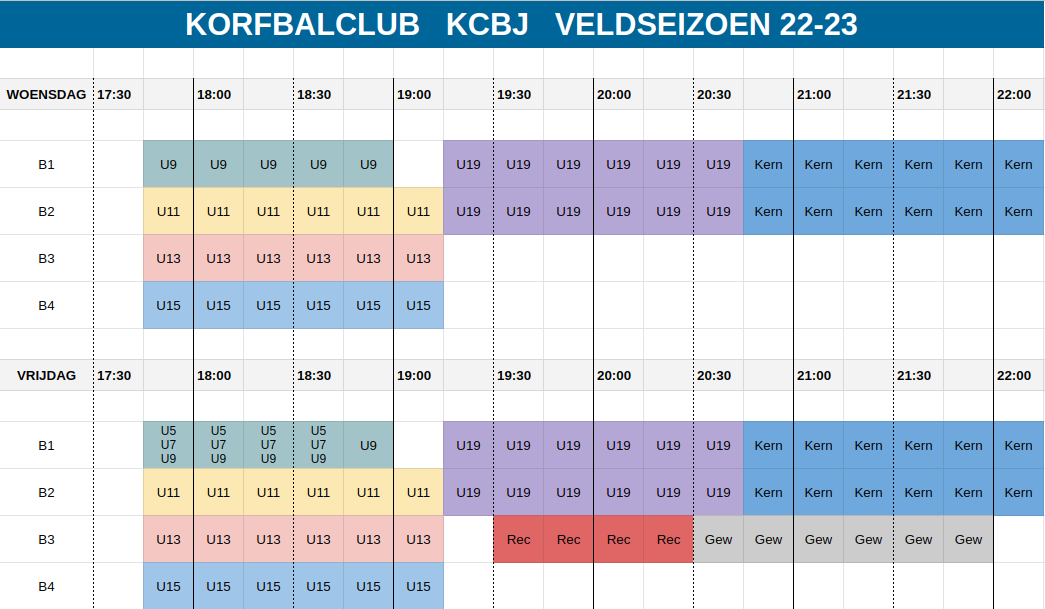 KORFBALCLUB KCBJ VELDSEIZOEN 22-23
WOENSDAG 17:30 18:00 18:30 19:00 19:30 20:00 20:30 21:00 21:30 22:00
B1 U9 U9 U9 U9 U9 U19 U19 U19 U19 U19 U19 Kern Kern Kern Kern Kern Kern
B2 U11 U11 U11 U11 U11 U11 U19 U19 U19 U19 U19 U19 Kern Kern Kern Kern Kern Kern
B3 U13 U13 U13 U13 U13 U13
B4 U15 U15 U15 U15 U15 U15
VRIJDAG 17:30 18:00 18:30 19:00 19:30 20:00 20:30 21:00 21:30 22:00
U5 U5 U5 U5
B1 U7 U7 U7 U7 U9 U19 U19 U19 U19 U19 U19 Kern Kern Kern Kern Kern Kern
U9 U9 U9 U9
B2 U11 U11 U11 U11 U11 U11 U19 U19 U19 U19 U19 U19 Kern Kern Kern Kern Kern Kern
B3 U13 U13 U13 U13 U13 U13 Rec Rec Rec Rec Gew Gew Gew Gew Gew Gew
B4 U15 U15 U15 U15 U15 U15